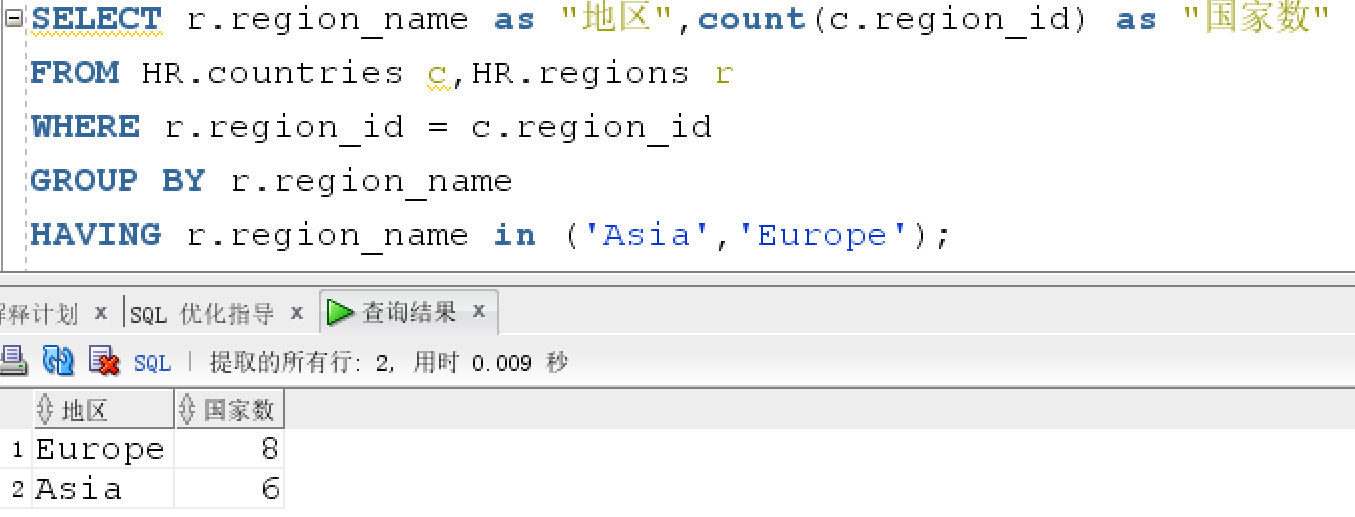 SELECT r.region_name as "地区",count(c.region_id) as "国家数"
FROM HR.countries c,HR.regions r
WHERE r.region_id = c.region_id
GROUP BY r.region_name
HAVING r.region_name in ('Asia','Europe');
解释计划 x SQL 优化指导 x 查询结果 x
SQL | 提取的所有行: 2, 用时 0.009 秒
地区 国家数
1 Europe 8
2 Asia 6